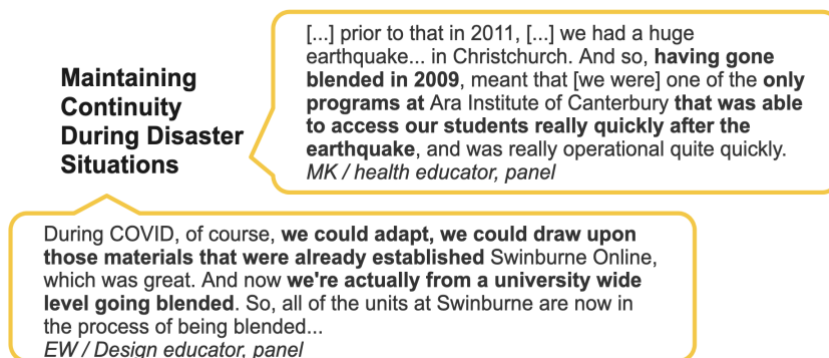 Maintaining
Continuity
During Disaster
Situations
[...] prior to that in 2011, [...] we had a huge
earthquake... in Christchurch. And so, having gone
blended in 2009, meant that [we were] one of the only
programs at Ara Institute of Canterbury that was able
to access our students really quickly after the
earthquake, and was really operational quite quickly.
MK / health educator, panel
During COVID, of course, we could adapt, we could draw upon
those materials that were already established Swinburne Online,
which was great. And now we're actually from a university wide
level going blended. So, all of the units at Swinburne are now in
the process of being blended...
EW / Design educator, panel